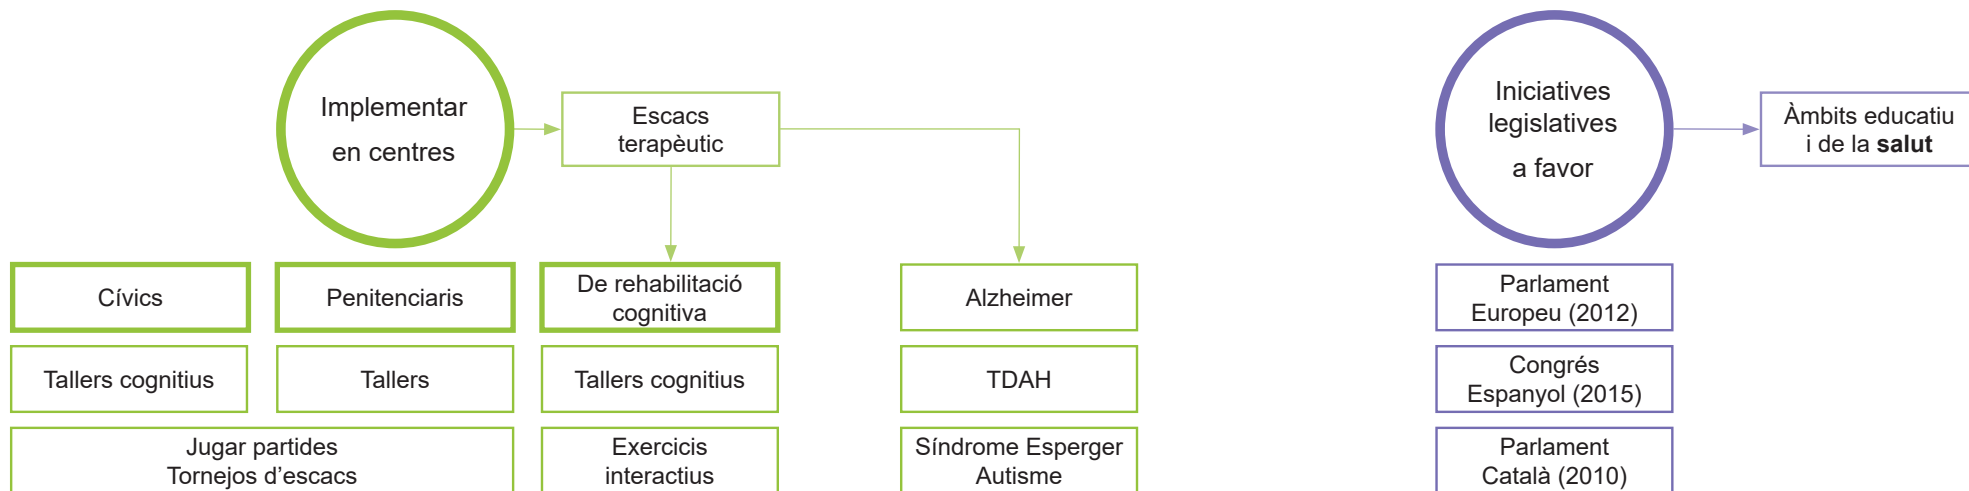 Implementar
en centres
Escacs
terapèutic
Cívics
Penitenciaris
De rehabilitació
cognitiva
Alzheimer
Tallers cognitius
Tallers
Tallers cognitius
TDAH
Jugar partides
Tornejos d’escacs
Exercicis
interactius
Síndrome Esperger
Autisme
Iniciatives
legislatives
a favor
Àmbits educatiu
i de la salut
Parlament
Europeu (2012)
Congrés
Espanyol (2015)
Parlament
Català (2010)